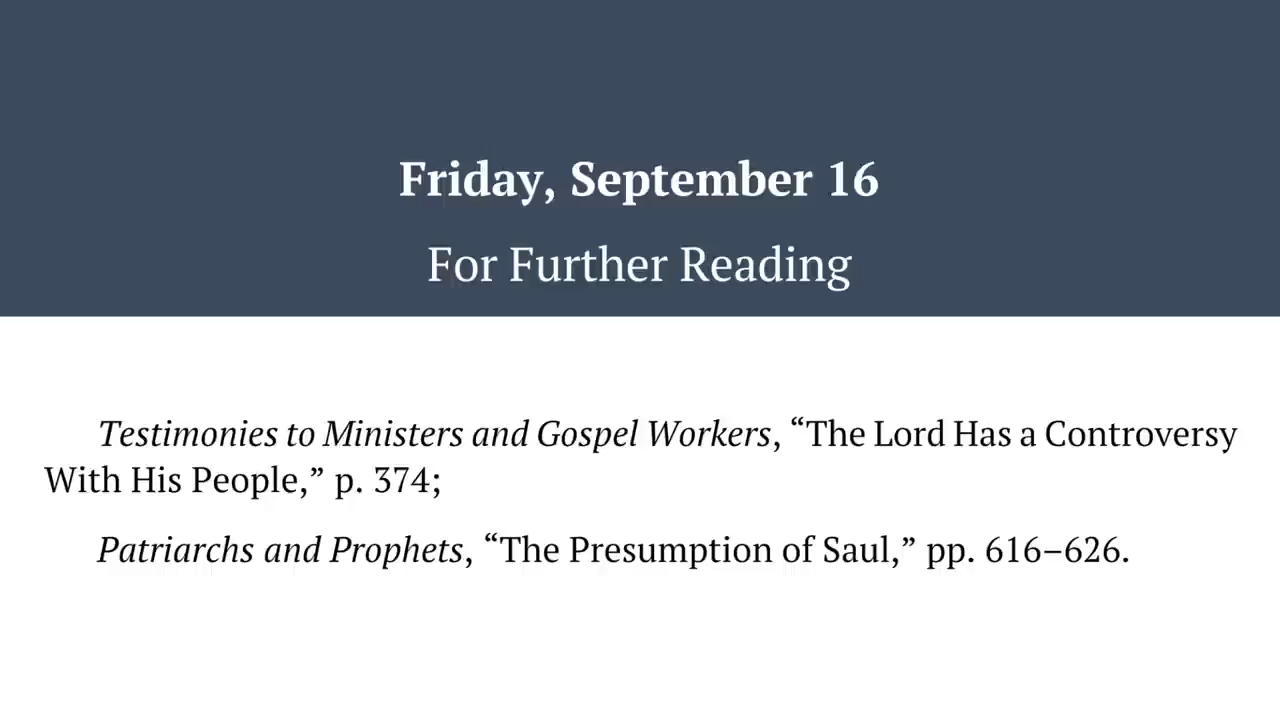 Friday, September 16
For Further Reading
Testimonies to Ministers and Gospel Workers, “The Lord Has a Controversy
With His People,” p. 374;
Patriarchs and Prophets, “The Presumption of Saul,” pp. 616–626.